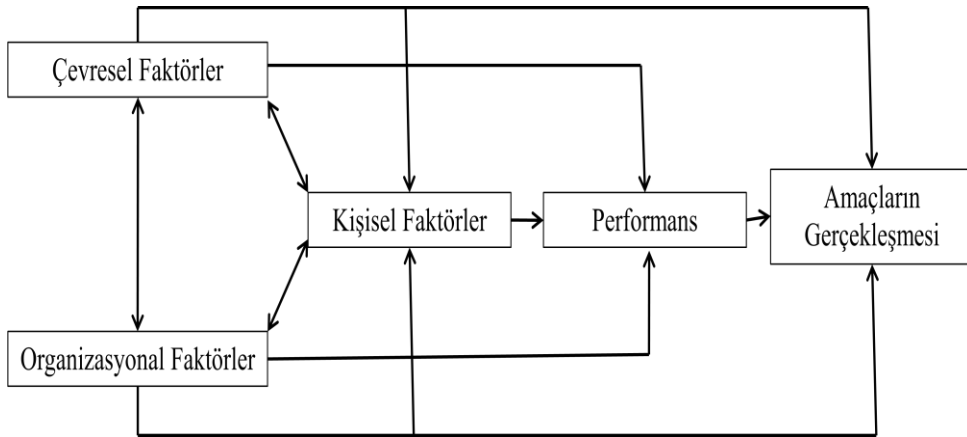 Çevresel Faktörler
Kişisel Faktörler
Performans
Amaçların
Gerçekleşmesi
Organizasyonal Faktörler